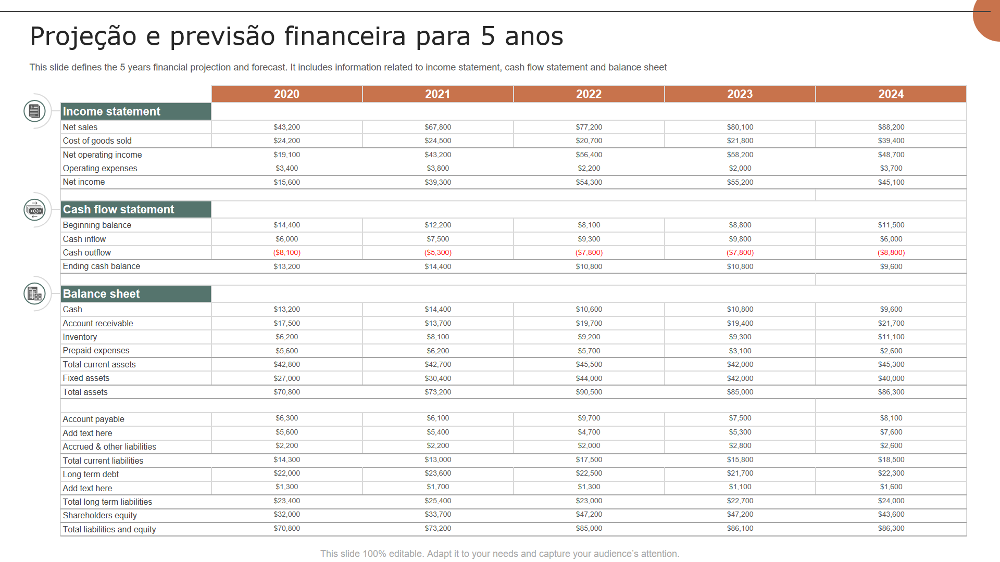 Projeção e previsão financeira para 5 anos
This slide defines the 5 years financial projection and forecast. It includes information related to income statement, cash flow statement and balance sheet
2020 2021 2022 2023 2024
Income statement
Net sales $43,200 $67,800 $77,200 $80,100 $88,200
Cost of goods sold $24,200 $24,500 $20,700 $21,800 $39,400
Net operating income $19,100 $43,200 $56,400 $58,200 $48,700
Operating expenses $3,400 $3,800 $2,200 $2,000 $3,700
Net income $15,600 $39,300 $54,300 $55,200 $45,100
Cash flow statement
Beginning balance $14,400 $12,200 $8,100 $8,800 $11,500
Cash inflow $6,000 $7,500 $9,300 $9,800 $6,000
Cash outflow ($8,100) ($5,300) ($7,800) ($7,800) ($8,800)
Ending cash balance $13,200 $14,400 $10,800 $10,800 $9,600
Balance sheet
Cash $13,200 $14,400 $10,600 $10,800 $9,600
Account receivable $17,500 $13,700 $19,700 $19,400 $21,700
Inventory $6,200 $8,100 $9,200 $9,300 $11,100
Prepaid expenses $5,600 $6,200 $5,700 $3,100 $2,600
Total current assets $42,800 $42,700 $45,500 $42,000 $45,300
Fixed assets $27,000 $30,400 $44,000 $42,000 $40,000
Total assets $70,800 $73,200 $90,500 $85,000 $86,300
Account payable $6,300 $6,100 $9,700 $7,500 $8,100
Add text here $5,600 $5,400 $4,700 $5,300 $7,600
Accrued & other liabilities $2,200 $2,200 $2,000 $2,800 $2,600
Total current liabilities $14,300 $13,000 $17,500 $15,800 $18,500
Long term debt $22,000 $23,600 $22,500 $21,700 $22,300
Add text here $1,300 $1,700 $1,300 $1,100 $1,600
Total long term liabilities $23,400 $25,400 $23,000 $22,700 $24,000
Shareholders equity $32,000 $33,700 $47,200 $47,200 $43,600
Total liabilities and equity $70,800 $73,200 $85,000 $86,100 $86,300
This slide 100% editable. Adapt it to your needs and capture your audience’s attention.